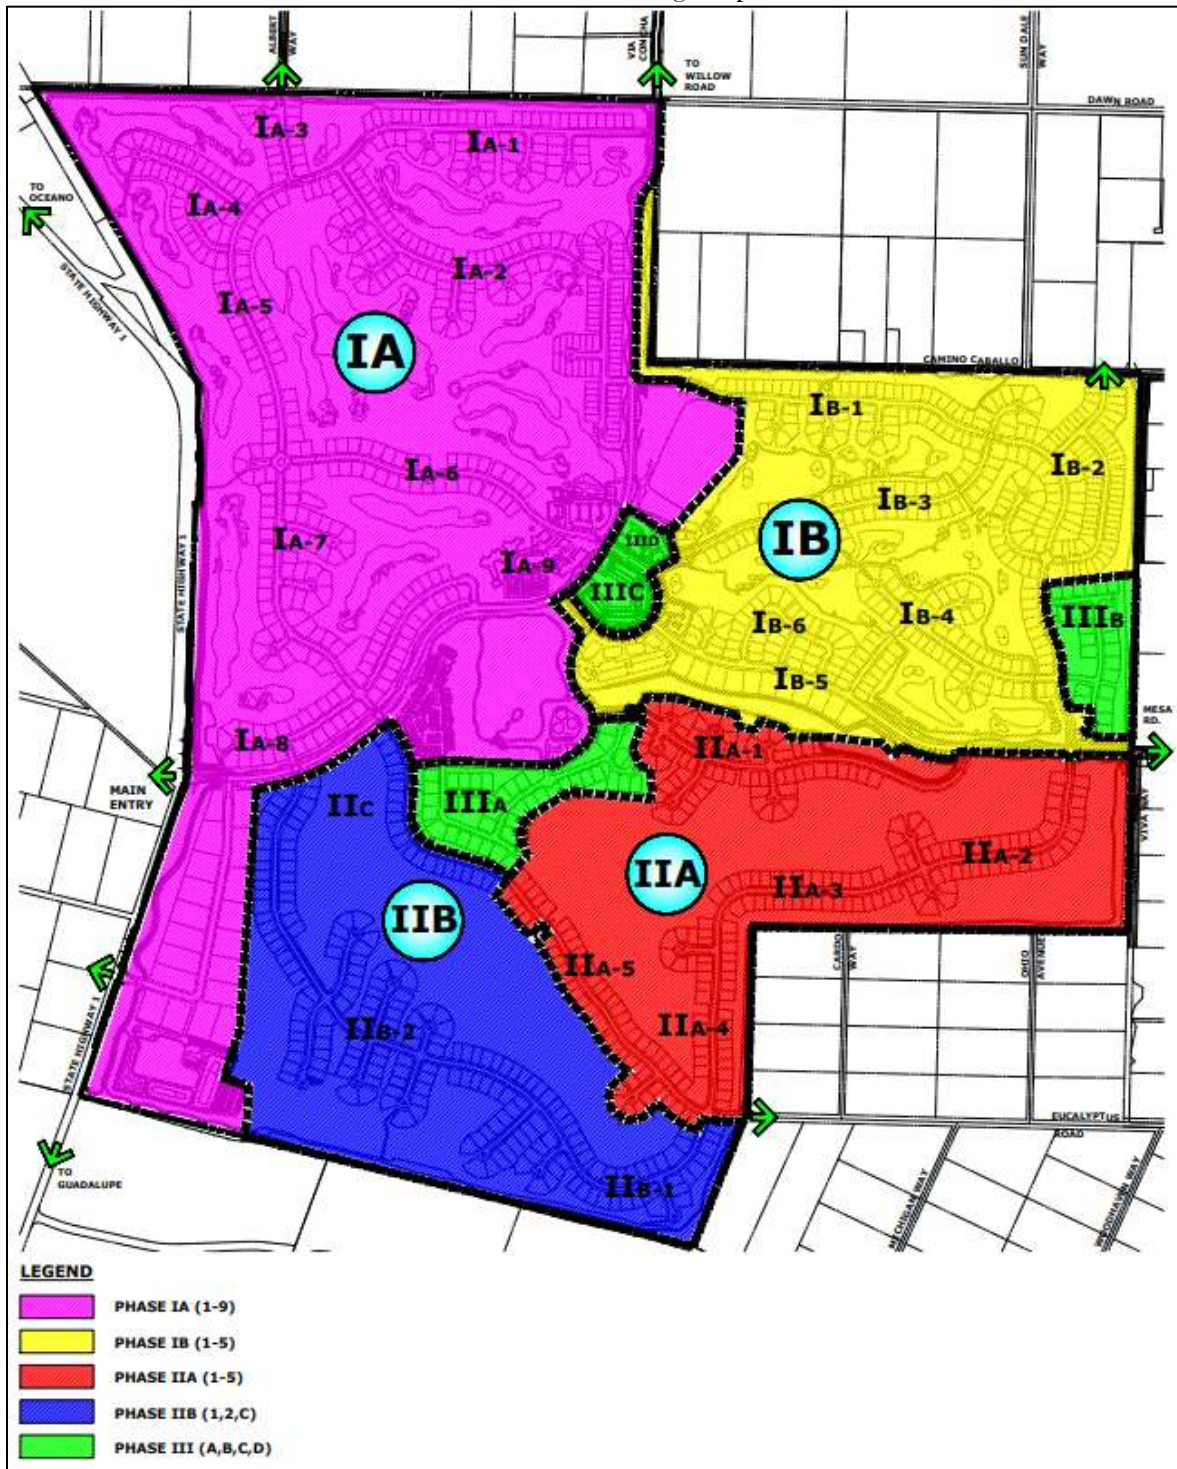 ALBERT
WAY
VIA
CONCHA
SUN DALE
WAY
TO
WILLOW
ROAD
DAWN ROAD
IA-3
IA-1
TO
OCEANO
IA-4
IA-2
STATE HIGHWAY 1
IA-5
IA
CAMINO CABALLO
IB-1
IA-6
IB-2
IB-3
IA-7
IB
IIID
IA-9
IIIC
STATE HIGHWAY 1
IB-6
IB-4
IIIB
IB-5
MESA
RD.
IA-8
IIA-1
MAIN
ENTRY
IIC
IIIA
VIVA WAY
IIA
IIA-2
IIA-3
IIB
CARDO
WAY
OHIO
AVENUE
IIA-5
IIB-2
IIA-4
STATE HIGHWAY 1
EUCALYPTUS
ROAD
TO
GUADALUPE
IIB-1
MICHIGAN WAY
WOODHAVEN WAY
LEGEND
PHASE IA (1-9)
PHASE IB (1-5)
PHASE IIA (1-5)
PHASE IIB (1,2,C)
PHASE III (A,B,C,D)